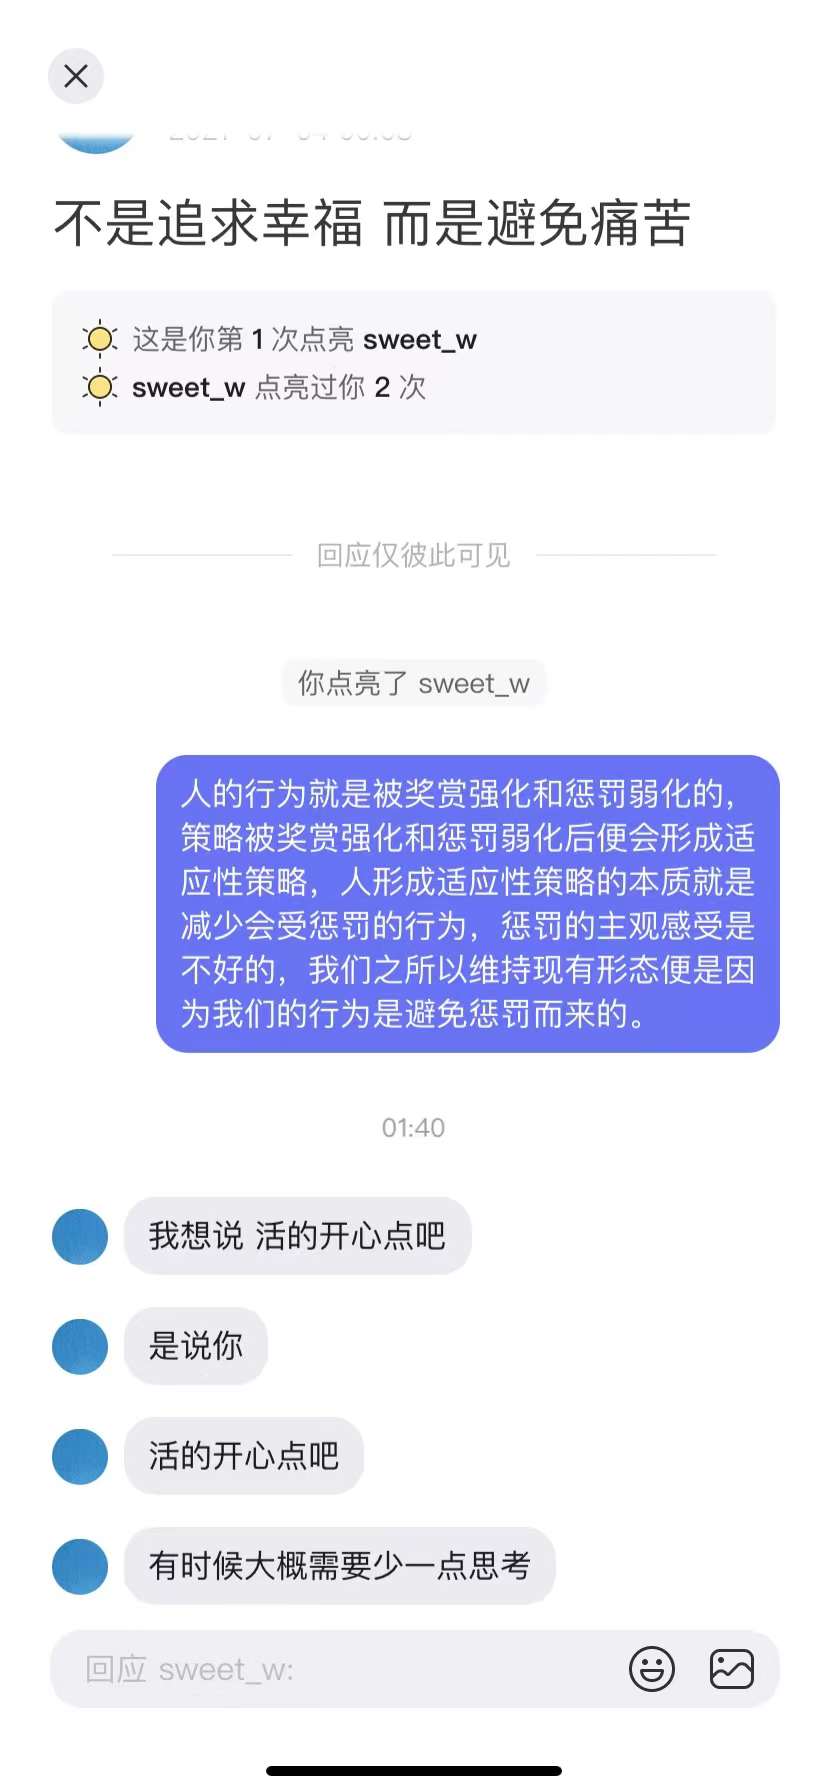 不是追求幸福 而是避免痛苦
这是你第 1 次点亮 sweet_w
sweet_w 点亮过你 2 次
回应仅彼此可见
你点亮了 sweet_w
人的行为就是被奖赏强化和惩罚弱化的，
策略被奖赏强化和惩罚弱化后便会形成适
应性策略，人形成适应性策略的本质就是
减少会受惩罚的行为，惩罚的主观感受是
不好的，我们之所以维持现有形态便是因
为我们的行为是避免惩罚而来的。
01:40
我想说 活的开心点吧
是说你
活的开心点吧
有时候大概需要少一点思考
回应 sweet_w: